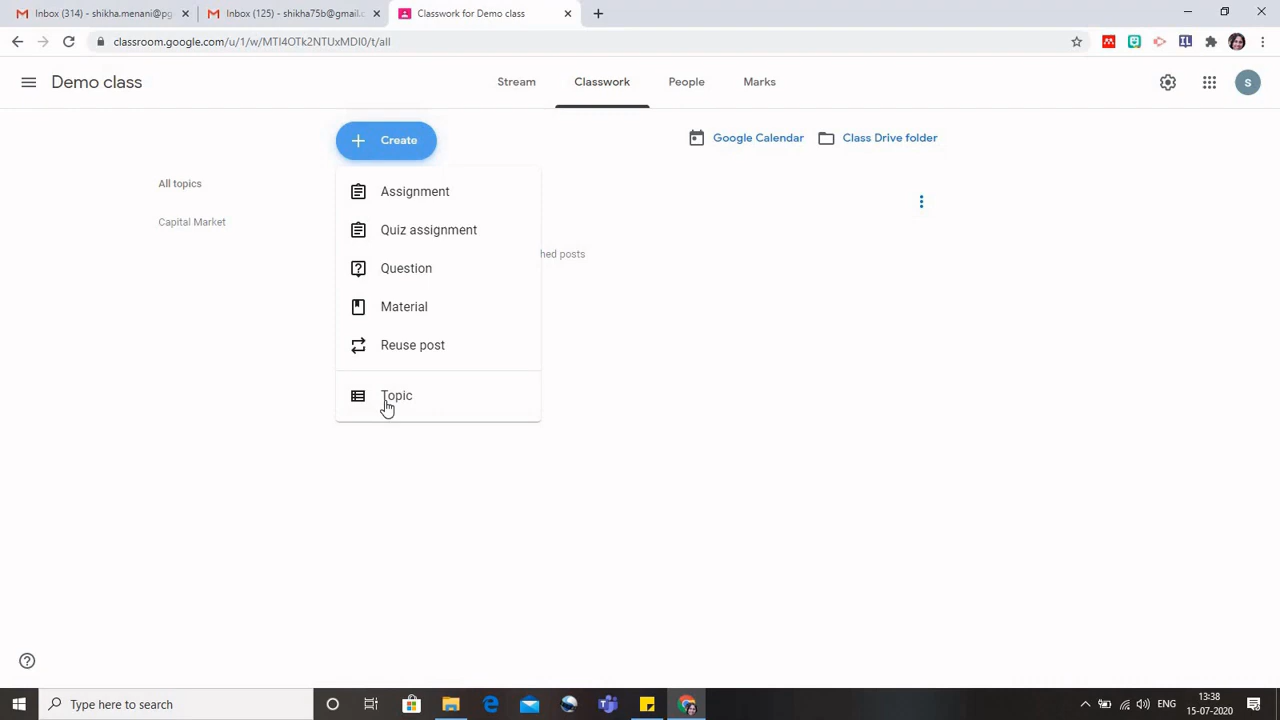 Inbox (314) - shikha.menani@pg
Inbox (125) - shikha75b@gmail.c
Classwork for Demo class
classroom.google.com/u/1/w/MTI4OTk2NTUxMDI0/t/all
Demo class
Stream
Classwork
People
Marks
S
Create
Google Calendar
Class Drive folder
All topics
Assignment
Capital Market
Quiz assignment
hed posts
Question
Material
Reuse post
Topic
Type here to search
ENG
13:38
15-07-2020